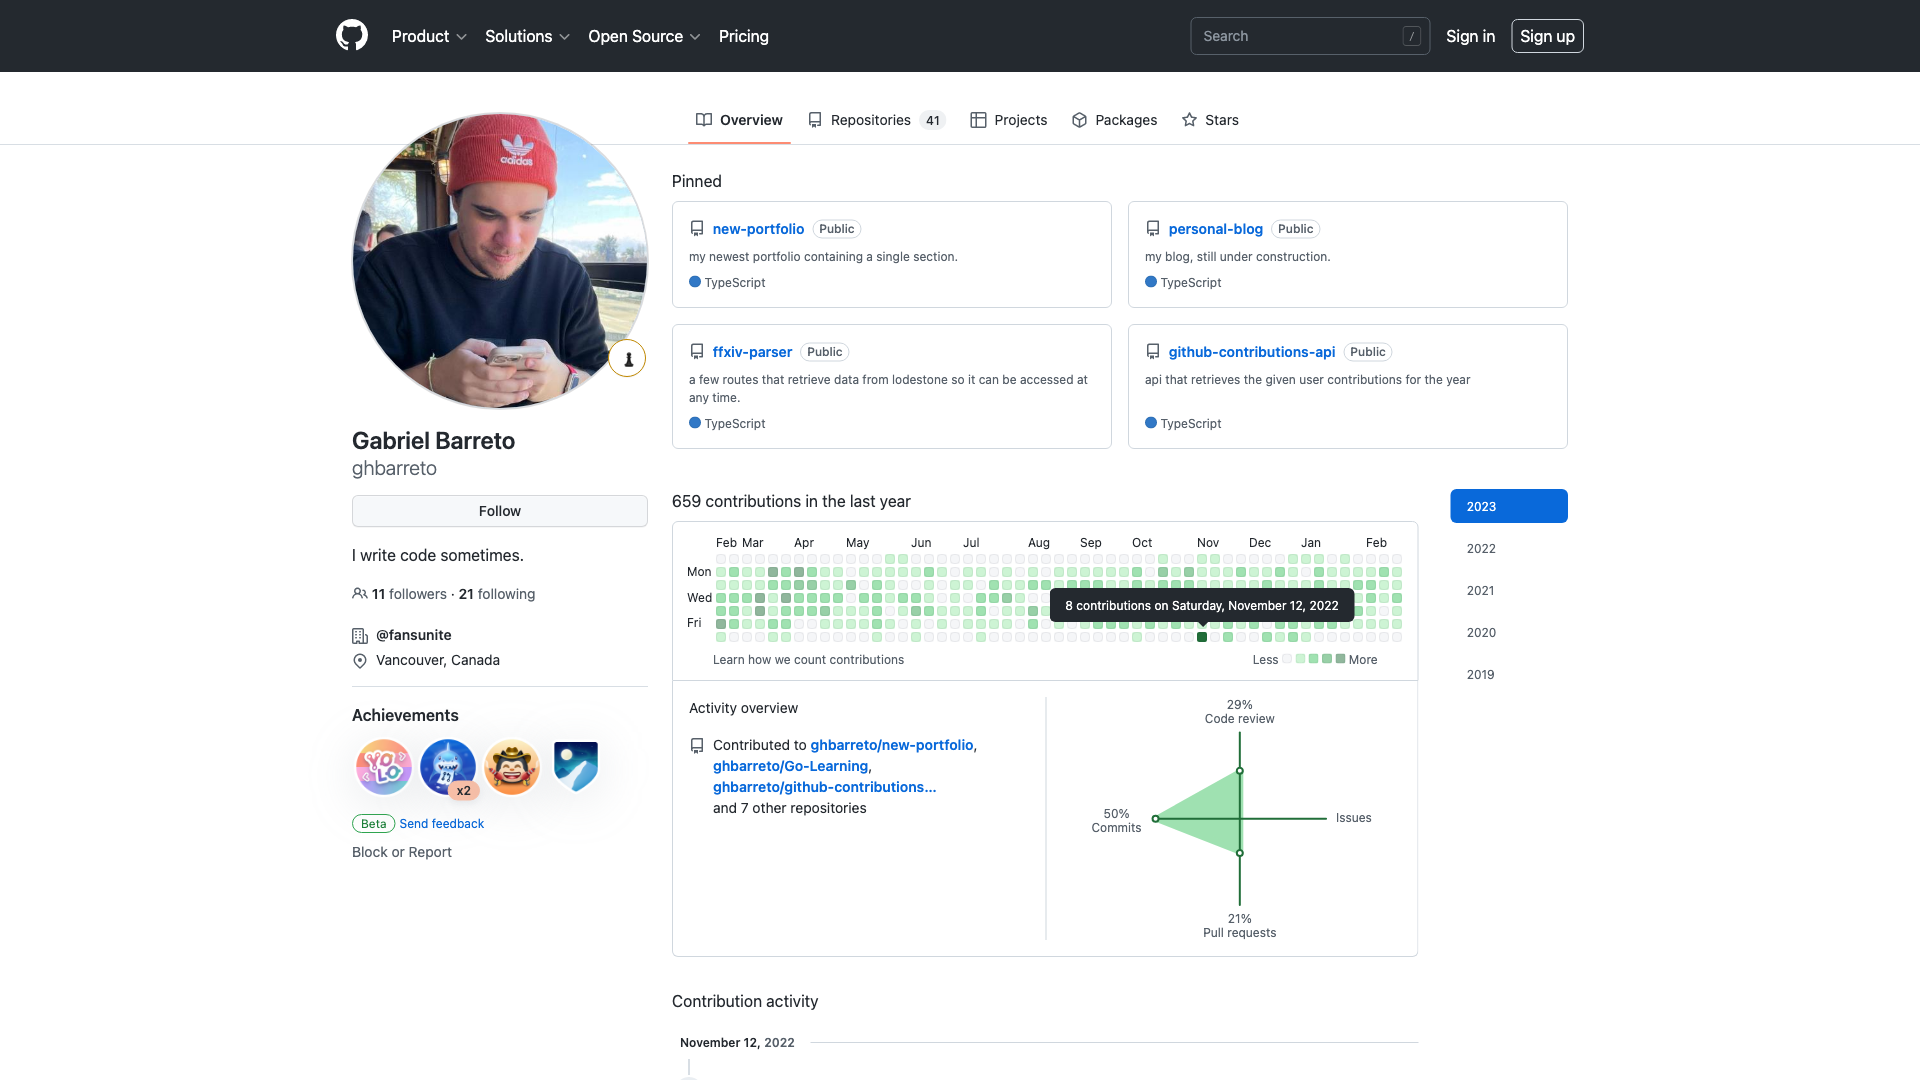 Product
Solutions
Open Source
Pricing
Search
/
Sign in
Sign up
Overview
Repositories 41
Projects
Packages
Stars
adidas
Gabriel Barreto
ghbarreto
Follow
I write code sometimes.
11 followers · 21 following
@fansunite
Vancouver, Canada
Achievements
YOLO
x2
Beta Send feedback
Block or Report
Pinned
new-portfolio Public
my newest portfolio containing a single section.
TypeScript
personal-blog Public
my blog, still under construction.
TypeScript
ffxiv-parser Public
a few routes that retrieve data from lodestone so it can be accessed at
any time.
TypeScript
github-contributions-api Public
api that retrieves the given user contributions for the year
TypeScript
659 contributions in the last year
Feb Mar Apr May Jun Jul Aug Sep Oct Nov Dec Jan Feb
Mon
Wed
Fri
8 contributions on Saturday, November 12, 2022
Learn how we count contributions
Less More
2023
2022
2021
2020
2019
Activity overview
Contributed to ghbarreto/new-portfolio,
ghbarreto/Go-Learning,
ghbarreto/github-contributions...
and 7 other repositories
29%
Code review
50%
Commits
Issues
21%
Pull requests
Contribution activity
November 12, 2022